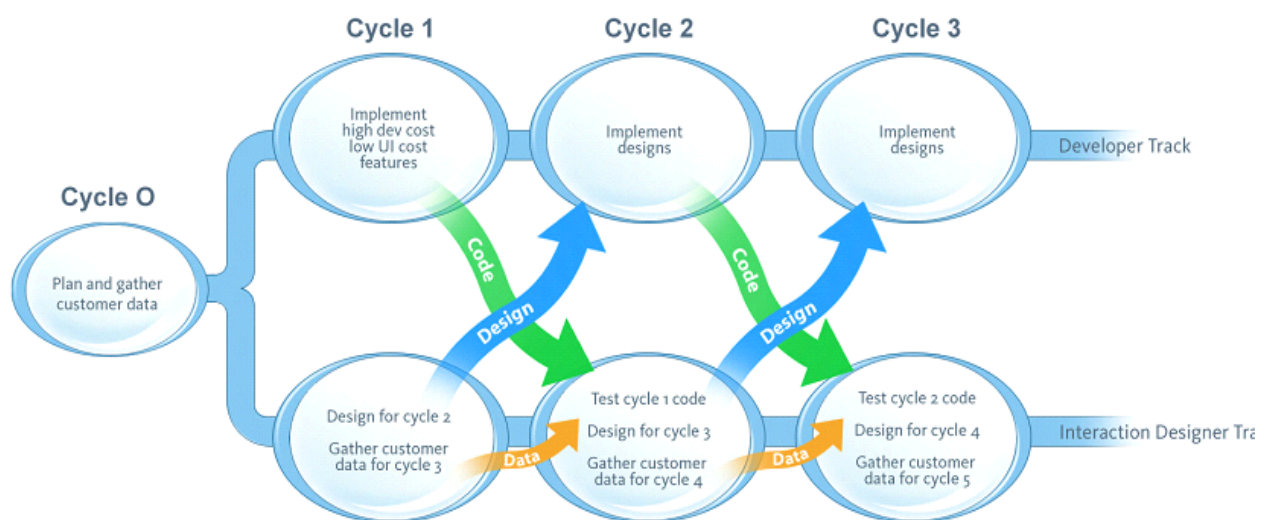 Cycle 1
Cycle 2
Cycle 3
Implement
high dev cost
low UI cost
features
Implement
designs
Implement
designs
Developer Track
Cycle O
Plan and gather
customer data
Code
Design
Code
Design
Design for cycle 2
Gather customer
data for cycle 3
Data
Test cycle 1 code
Design for cycle 3
Gather customer
data for cycle 4
Data
Test cycle 2 code
Design for cycle 4
Gather customer
data for cycle 5
Interaction Designer Tra